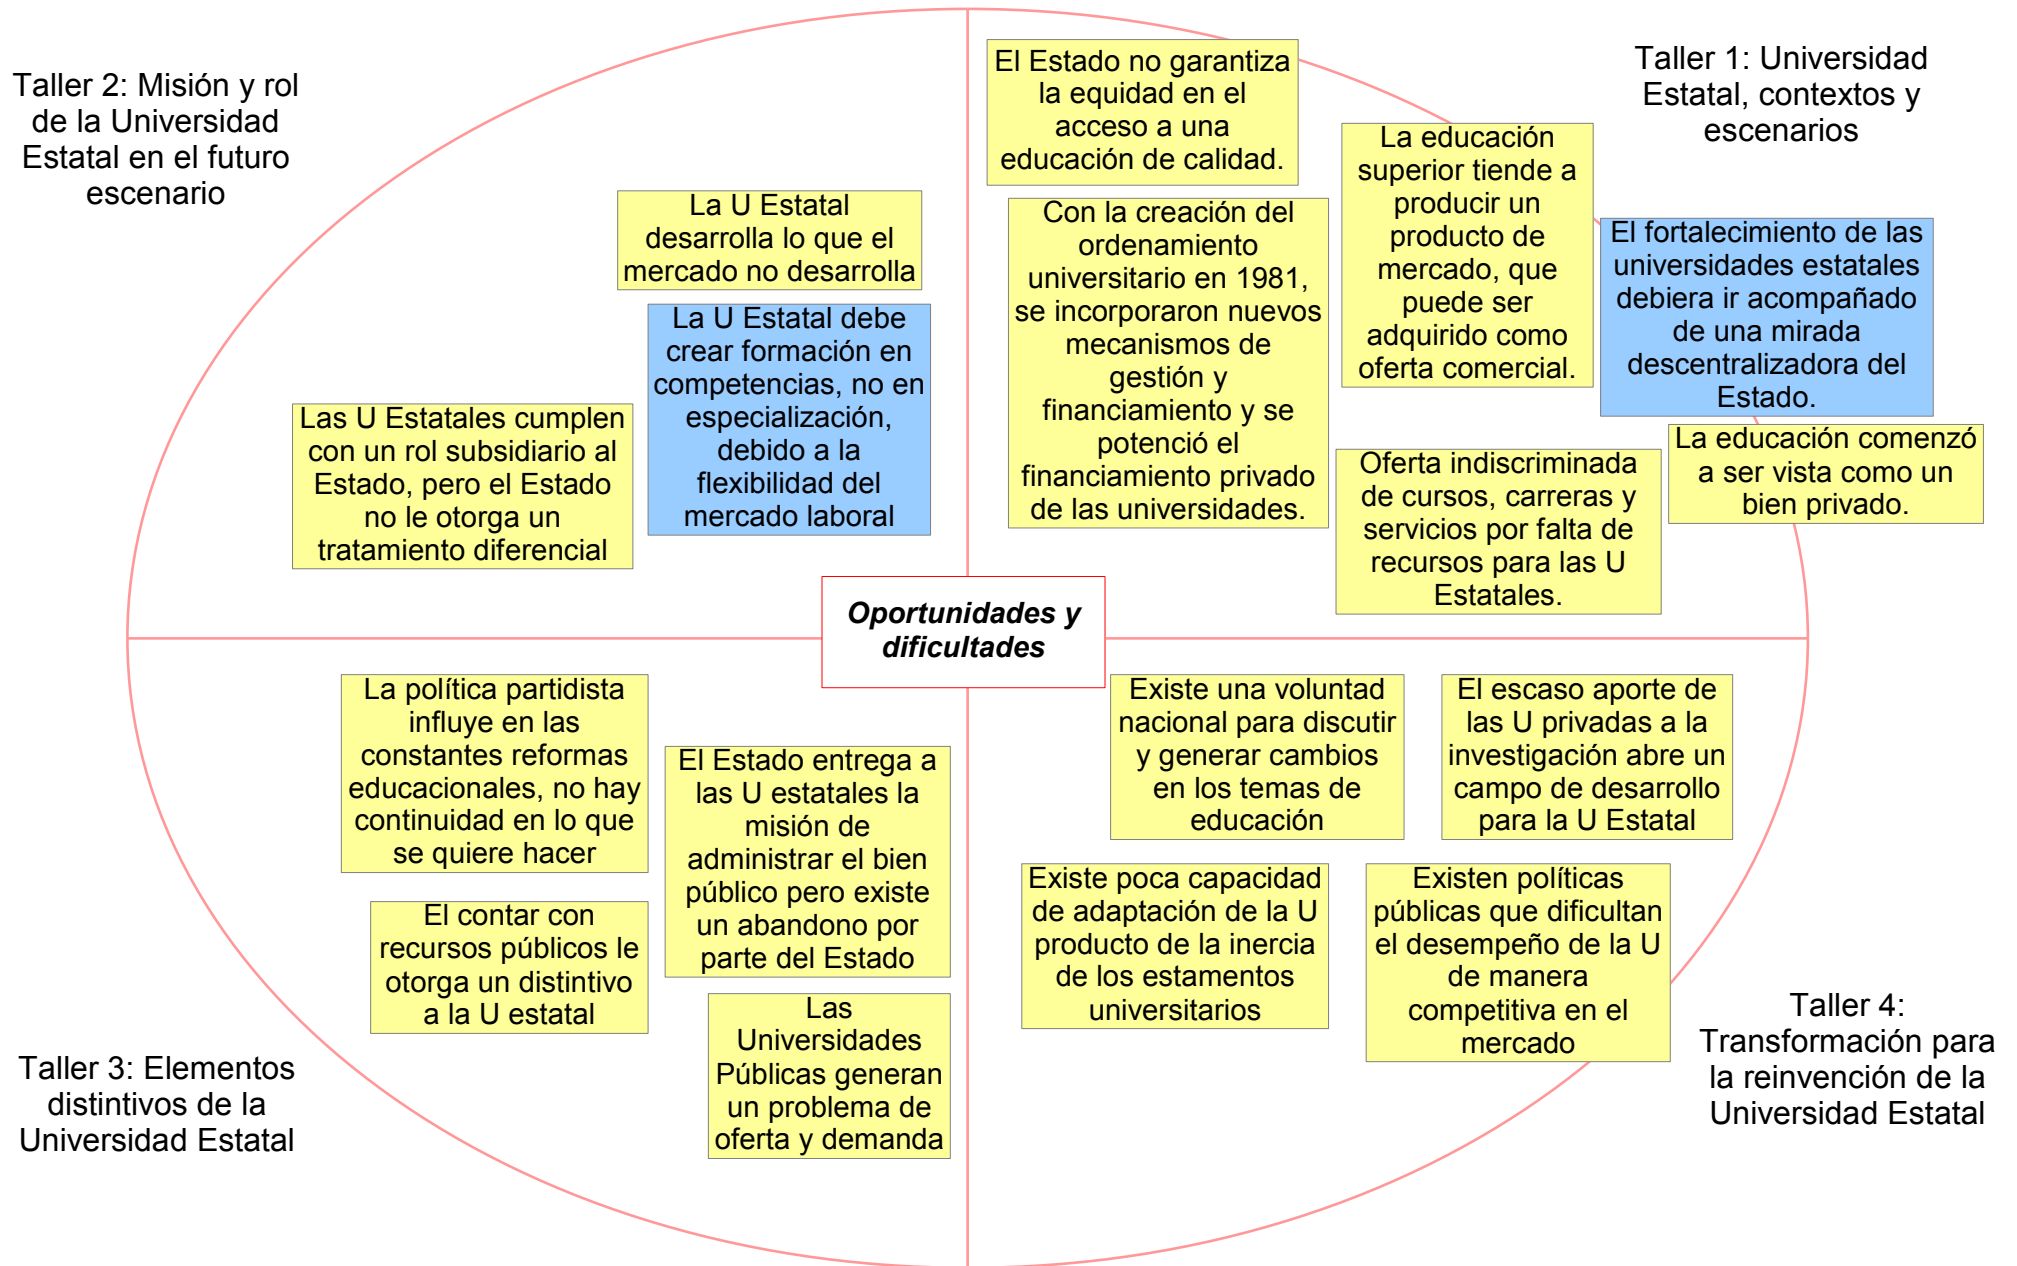 Taller 2: Misión y rol
de la Universidad
Estatal en el futuro
escenario
Taller 1: Universidad
Estatal, contextos y
escenarios
El Estado no garantiza
la equidad en el
acceso a una
educación de calidad.
La educación
superior tiende a
producir un
producto de
mercado, que
puede ser
adquirido como
oferta comercial.
La U Estatal
desarrolla lo que el
mercado no desarrolla
Con la creación del
ordenamiento
universitario en 1981,
se incorporaron nuevos
mecanismos de
gestión y
financiamiento y se
potenció el
financiamiento privado
de las universidades.
El fortalecimiento de las
universidades estatales
debiera ir acompañado
de una mirada
descentralizadora del
Estado.
La U Estatal debe
crear formación en
competencias, no en
especialización,
debido a la
flexibilidad del
mercado laboral
Las U Estatales cumplen
con un rol subsidiario al
Estado, pero el Estado
no le otorga un
tratamiento diferencial
La educación comenzó
a ser vista como un
bien privado.
Oferta indiscriminada
de cursos, carreras y
servicios por falta de
recursos para las U
Estatales.
Oportunidades y
dificultades
La política partidista
influye en las
constantes reformas
educacionales, no hay
continuidad en lo que
se quiere hacer
El Estado entrega a
las U estatales la
misión de
administrar el bien
público pero existe
un abandono por
parte del Estado
El contar con
recursos públicos le
otorga un distintivo
a la U estatal
Las
Universidades
Públicas generan
un problema de
oferta y demanda
Existe una voluntad
nacional para discutir
y generar cambios
en los temas de
educación
El escaso aporte de
las U privadas a la
investigación abre un
campo de desarrollo
para la U Estatal
Existe poca capacidad
de adaptación de la U
producto de la inercia
de los estamentos
universitarios
Existen políticas
públicas que dificultan
el desempeño de la U
de manera
competitiva en el
mercado
Taller 3: Elementos
distintivos de la
Universidad Estatal
Taller 4:
Transformación para
la reinvención de la
Universidad Estatal